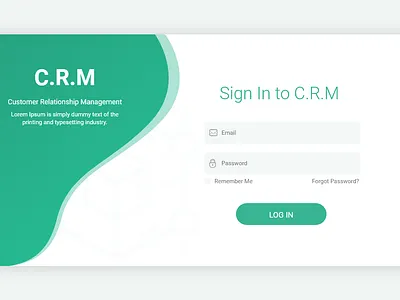 C.R.M
Customer Relationship Management
Lorem Ipsum is simply dummy text of the
printing and typesetting industry.
Sign In to C.R.M
Email
Password
Remember Me
Forgot Password?
LOG IN